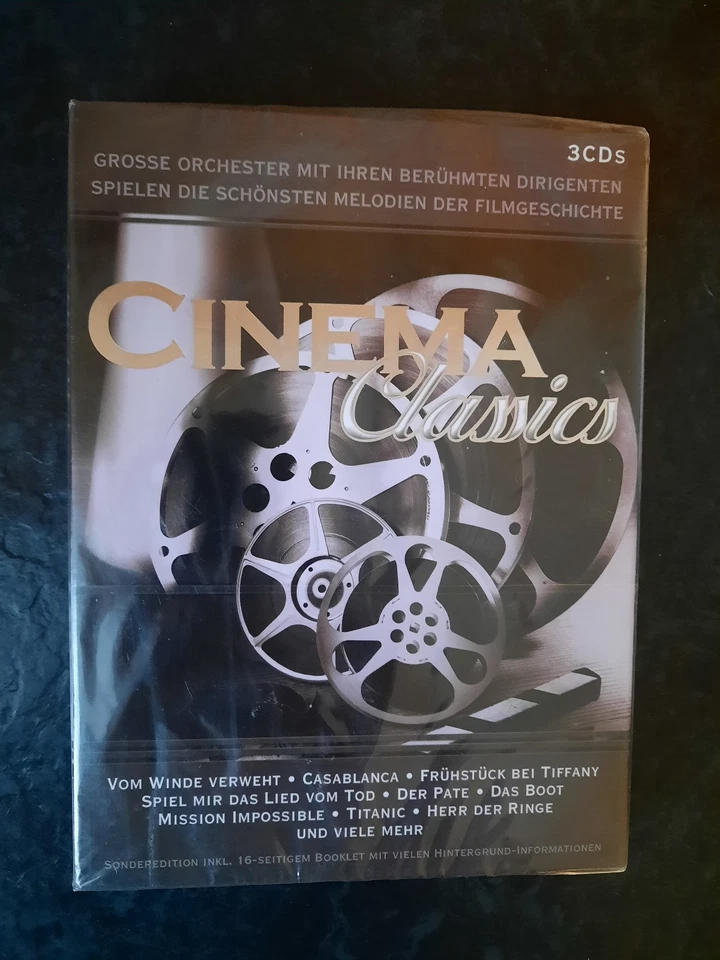 3CDs
GROSSE ORCHESTER MIT IHREN BERÜHMTEN DIRIGENTEN
SPIELEN DIE SCHÖNSTEN MELODIEN DER FILMGESCHICHTE
CINEMA
Classics
VOM WINDE VERWEHT • CASABLANCA • FRÜHSTÜCK BEI TIFFANY
SPIEL MIR DAS LIED VOM TOD • DER PATE • DAS BOOT
MISSION IMPOSSIBLE • TITANIC • HERR DER RINGE
UND VIELE MEHR
SONDEREDITION INKL. 16-SEITIGEM BOOKLET MIT VIELEN HINTERGRUND-INFORMATIONEN